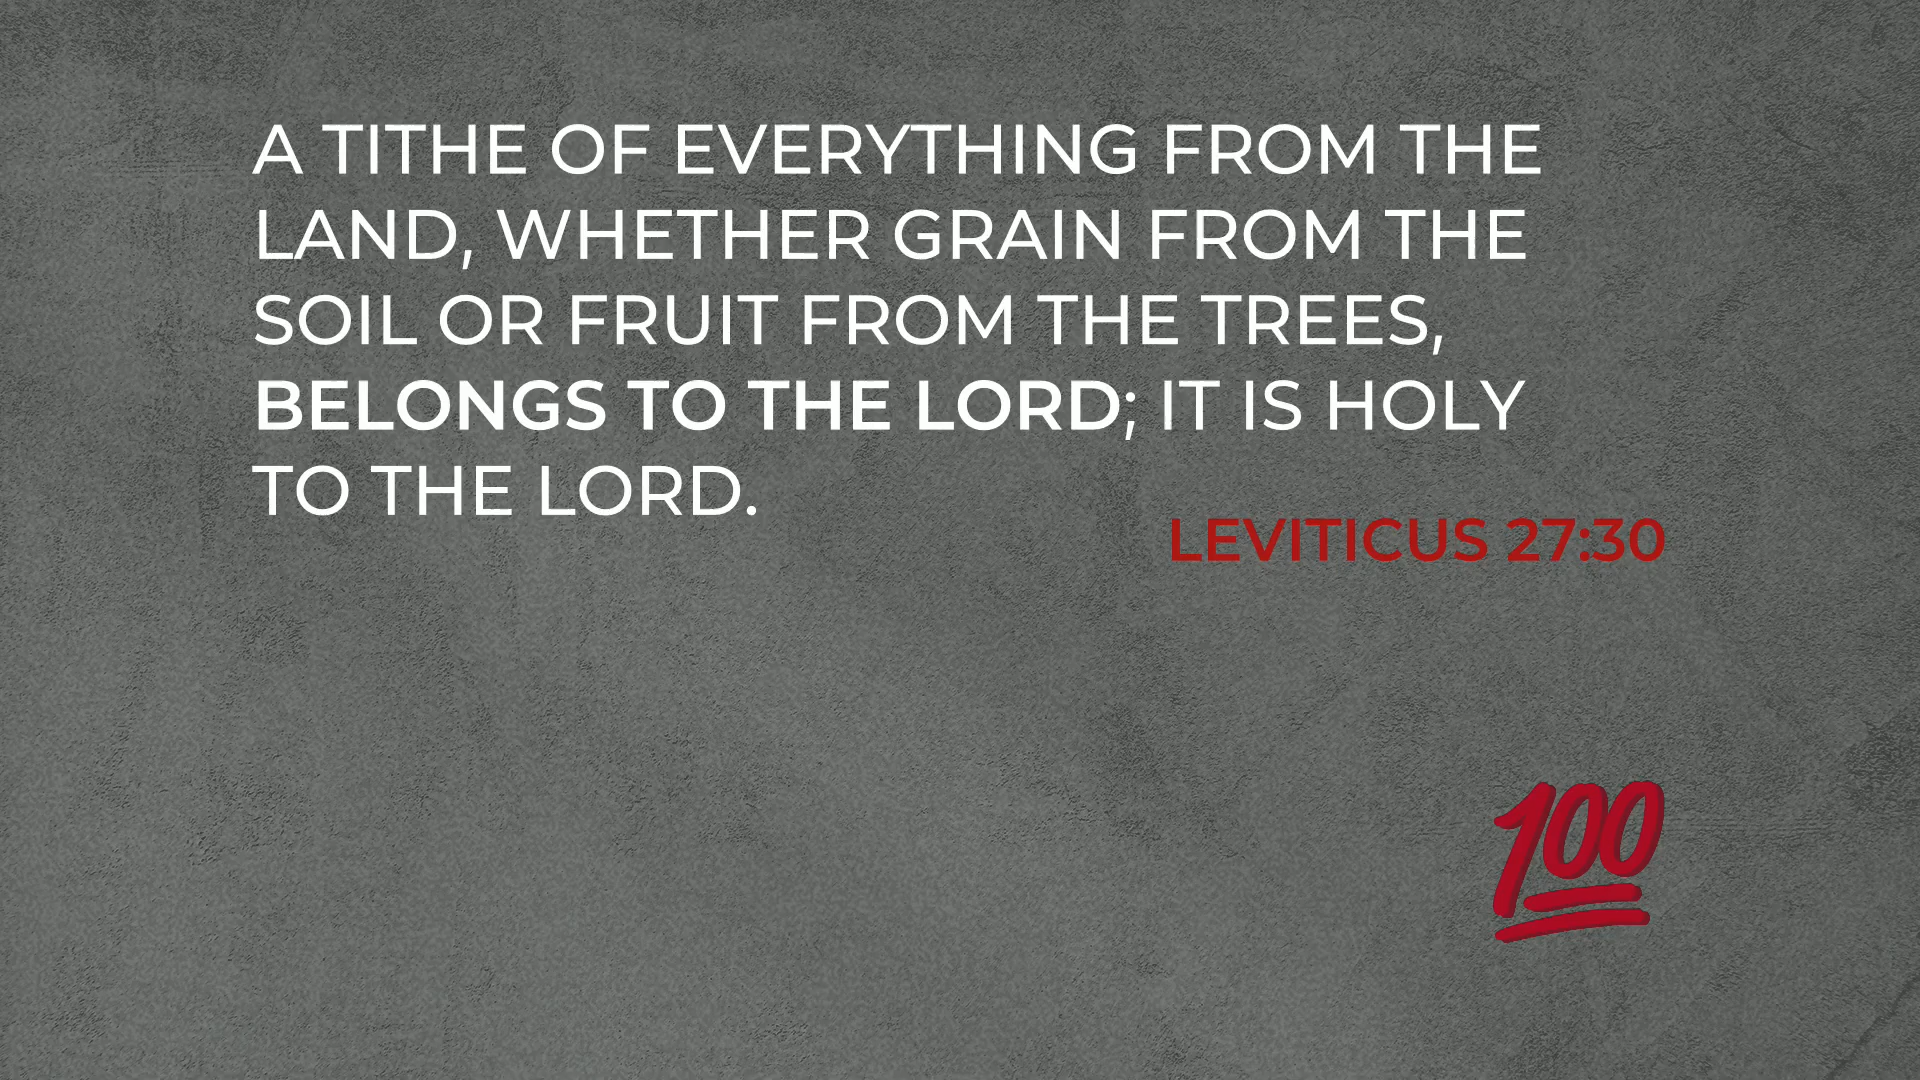 A TITHE OF EVERYTHING FROM THE
LAND, WHETHER GRAIN FROM THE
SOIL OR FRUIT FROM THE TREES,
BELONGS TO THE LORD; IT IS HOLY
TO THE LORD.
LEVITICUS 27:30
100